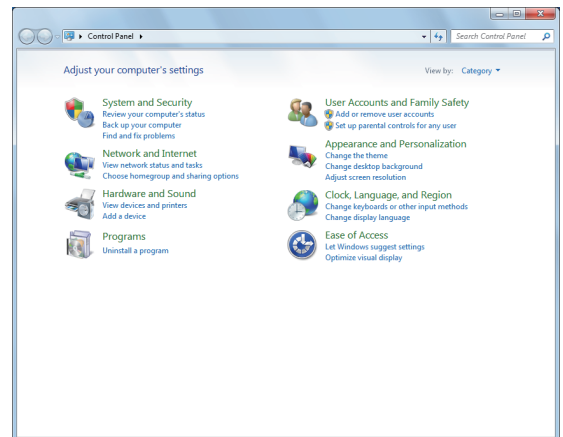 Control Panel
Search Control Panel
Adjust your computer's settings
View by: Category
System and Security
Review your computer's status
Back up your computer
Find and fix problems
Network and Internet
View network status and tasks
Choose homegroup and sharing options
Hardware and Sound
View devices and printers
Add a device
Programs
Uninstall a program
User Accounts and Family Safety
Add or remove user accounts
Set up parental controls for any user
Appearance and Personalization
Change the theme
Change desktop background
Adjust screen resolution
Clock, Language, and Region
Change keyboards or other input methods
Change display language
Ease of Access
Let Windows suggest settings
Optimize visual display